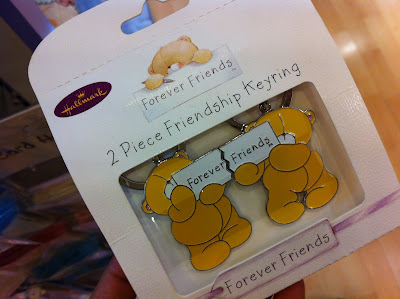 Hallmark
Forever Friends
2 Piece Friendship Keyring
Forever Friends
Forever Friends